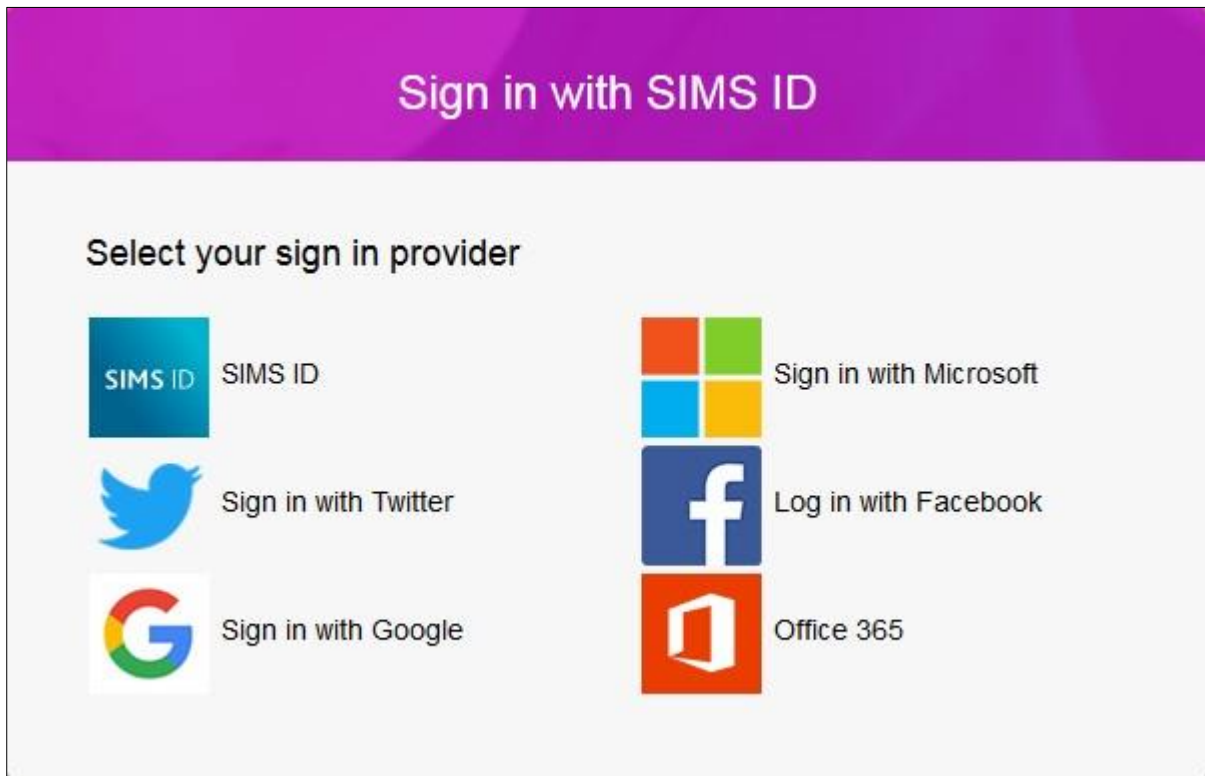 Sign in with SIMS ID
Select your sign in provider
SIMS ID SIMS ID
Sign in with Microsoft
Sign in with Twitter
Log in with Facebook
Sign in with Google
Office 365